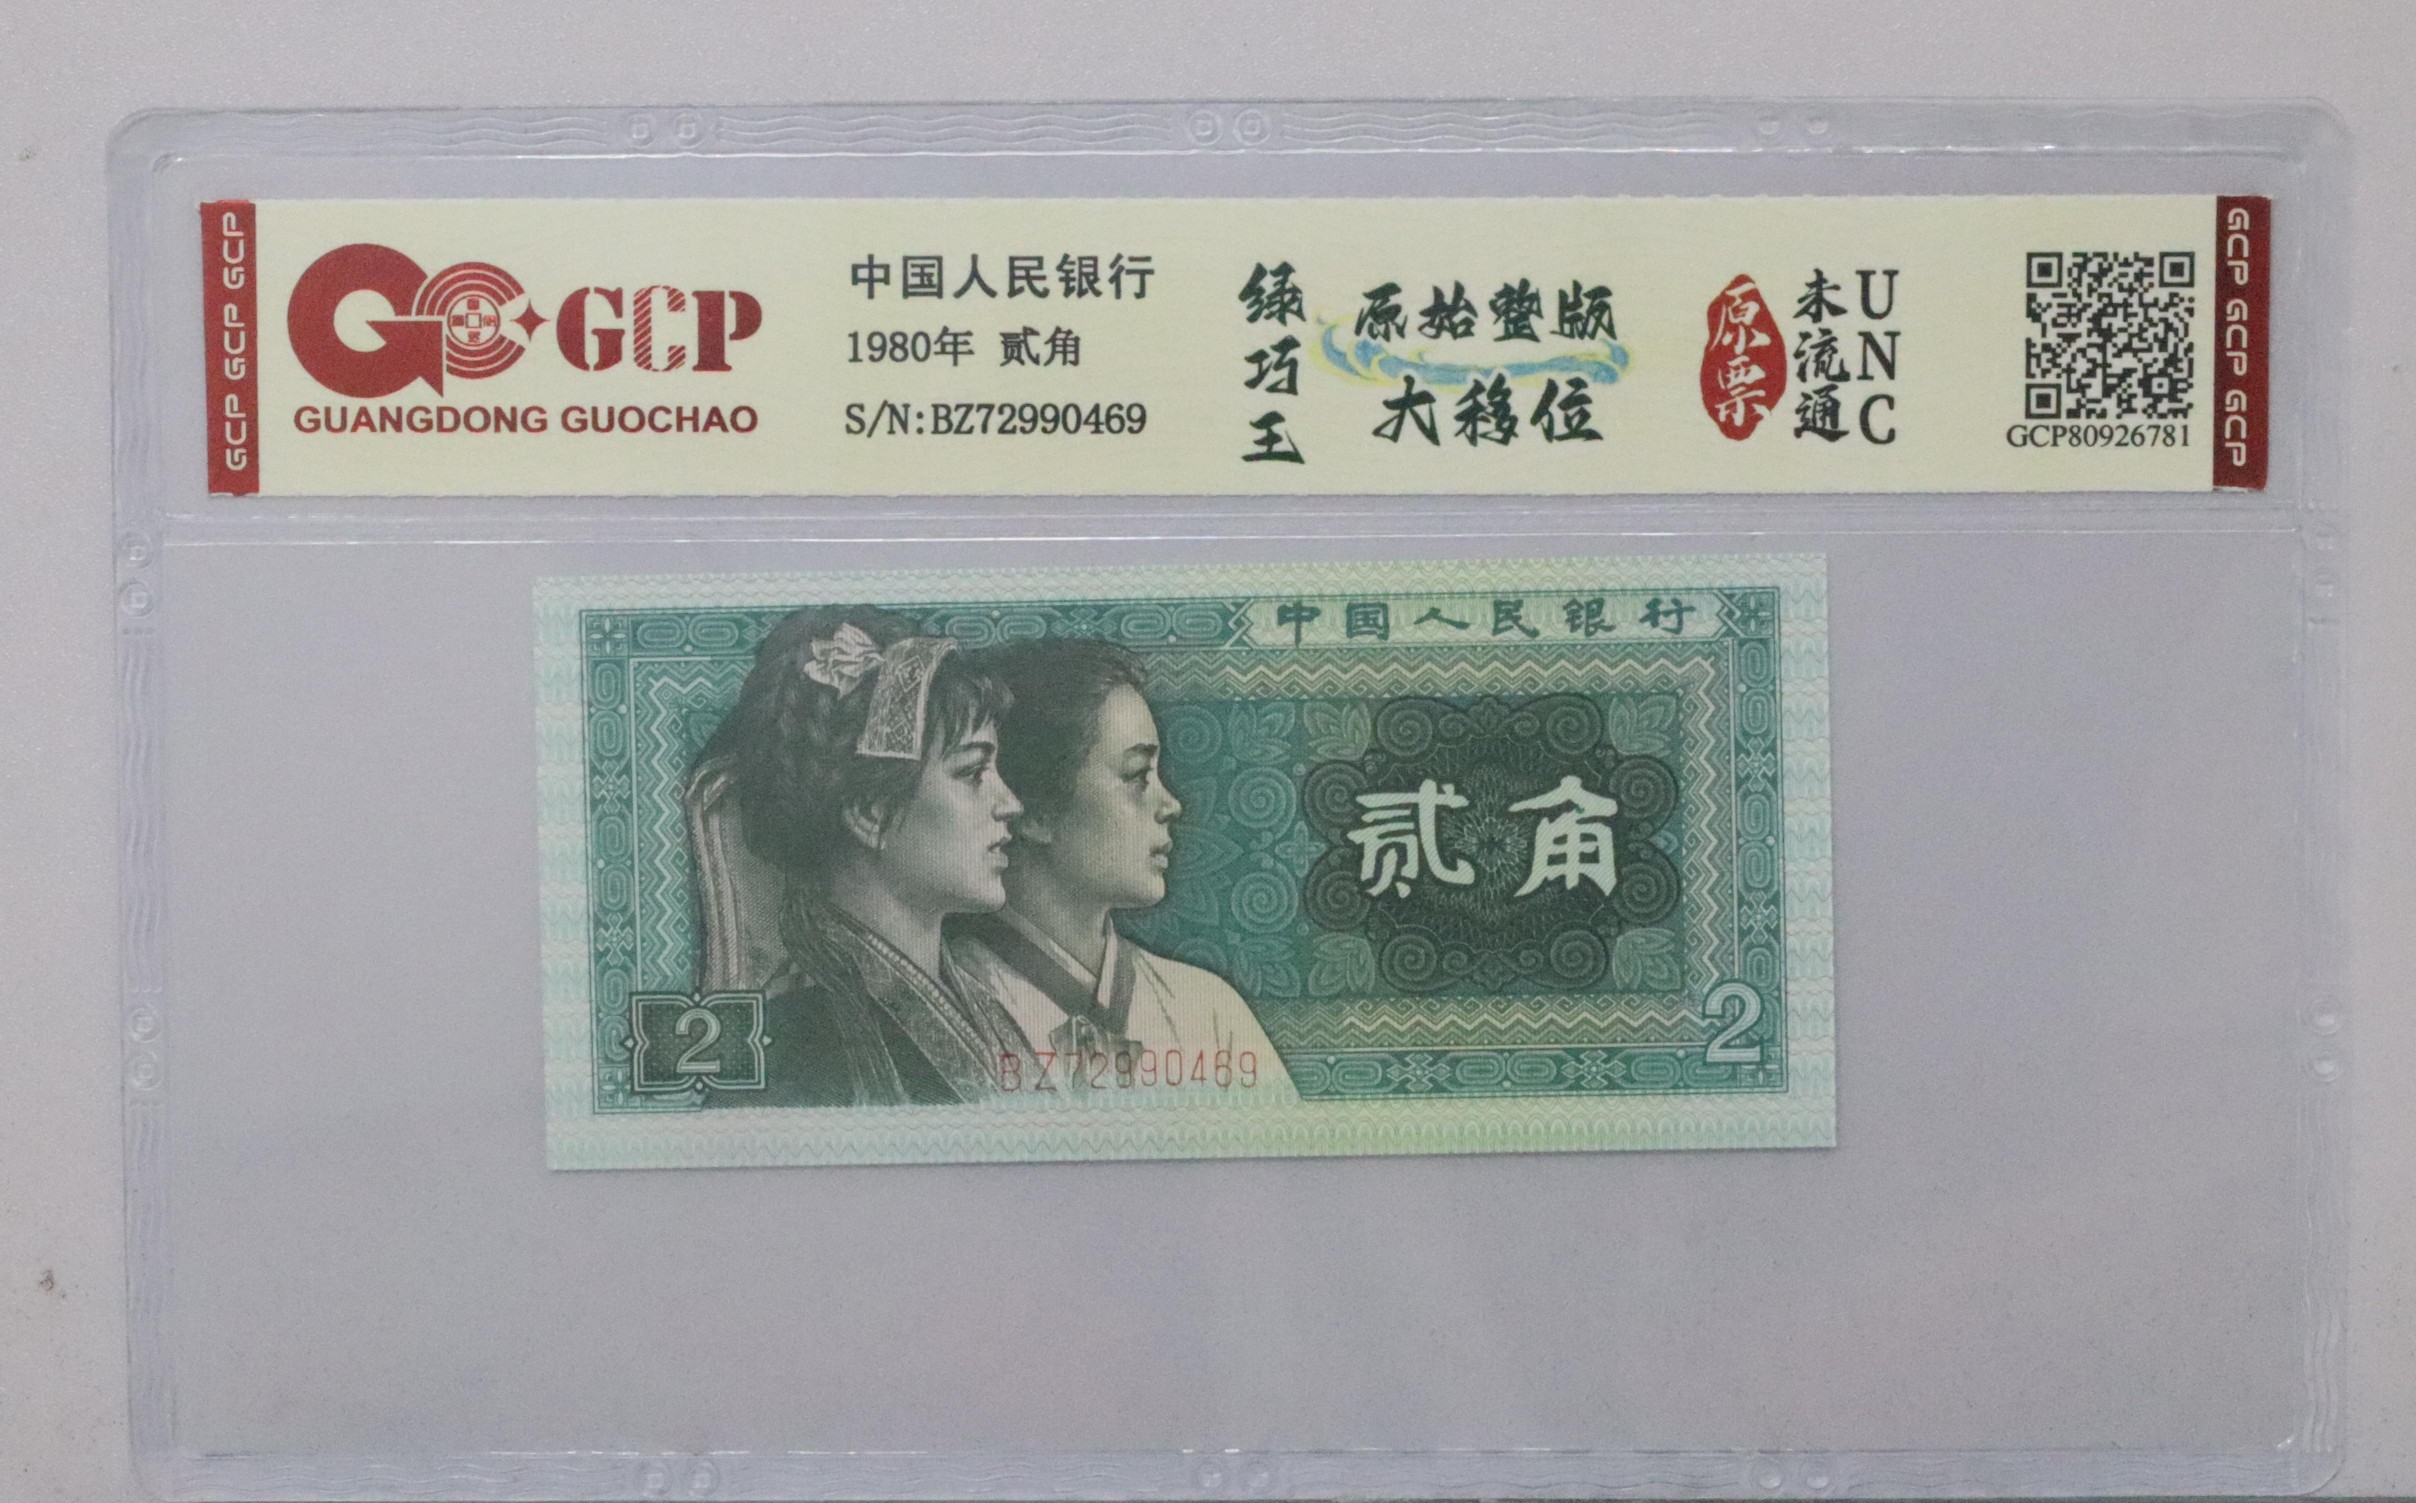 GCP GCP GCP
GCP
GUANGDONG GUOCHAO
中国人民银行
1980年 贰角
S/N:BZ72990469
绿巧王
原始整版
大移位
原票
未流通
UNC
GCP80926781
GCP GCP GCP
中国人民银行
贰角
2
2
BZ72990469